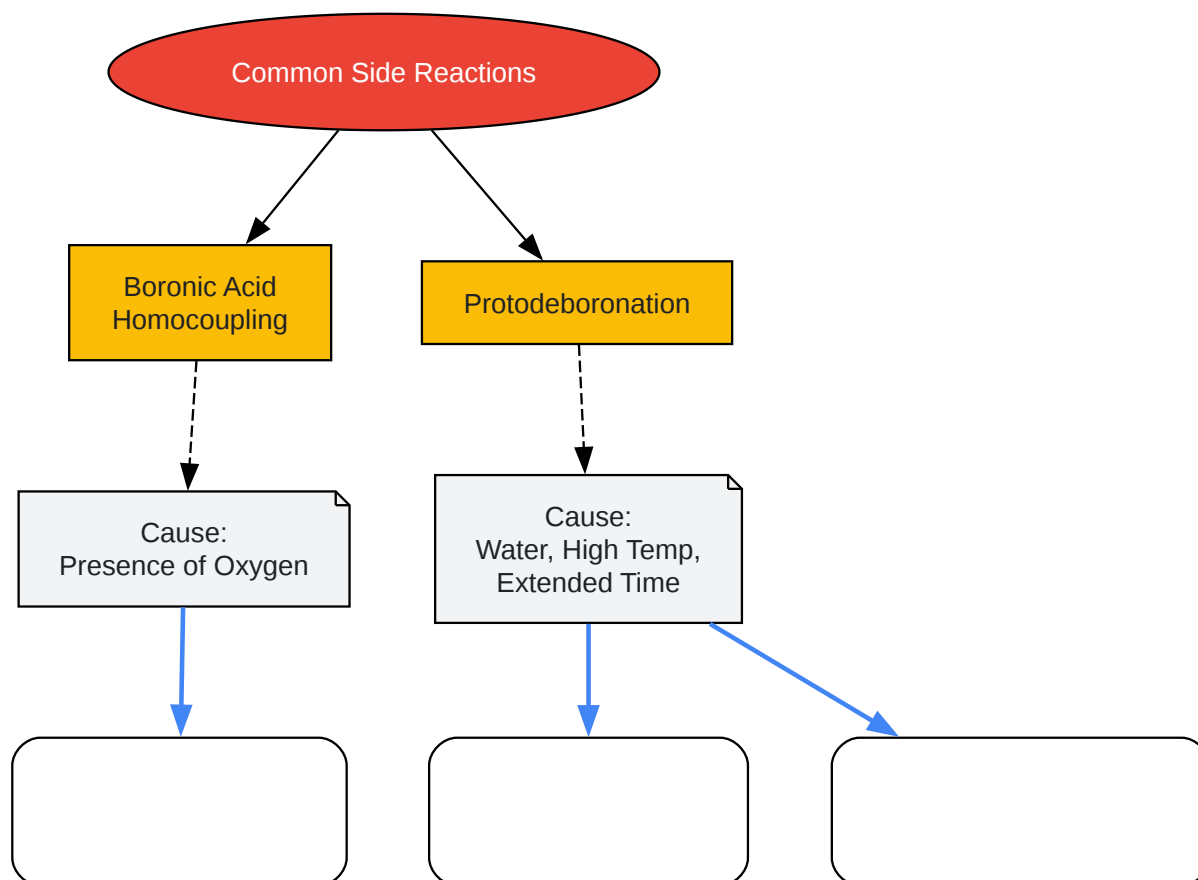 Common Side Reactions
Boronic Acid
Homocoupling
Protodeboronation
Cause:
Presence of Oxygen
Cause:
Water, High Temp,
Extended Time